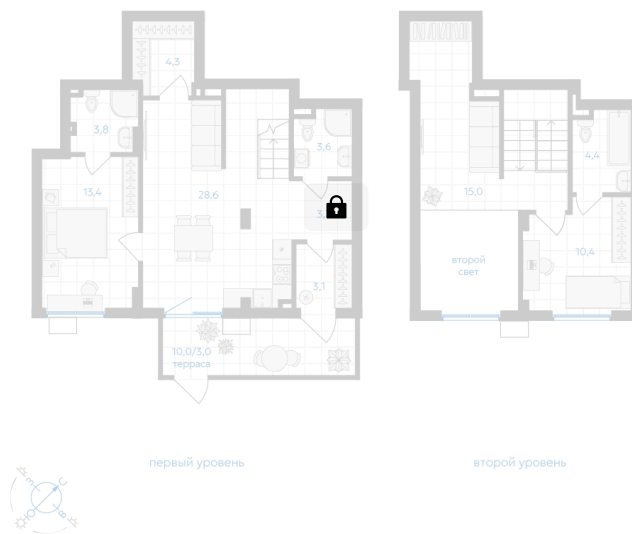 4,3
3,8
3,6
4,4
13,4
28,6
15,0
3,1
второй
свет
10,4
10,0/3,0
терраса
первый уровень
второй уровень
С
З
Ю
В